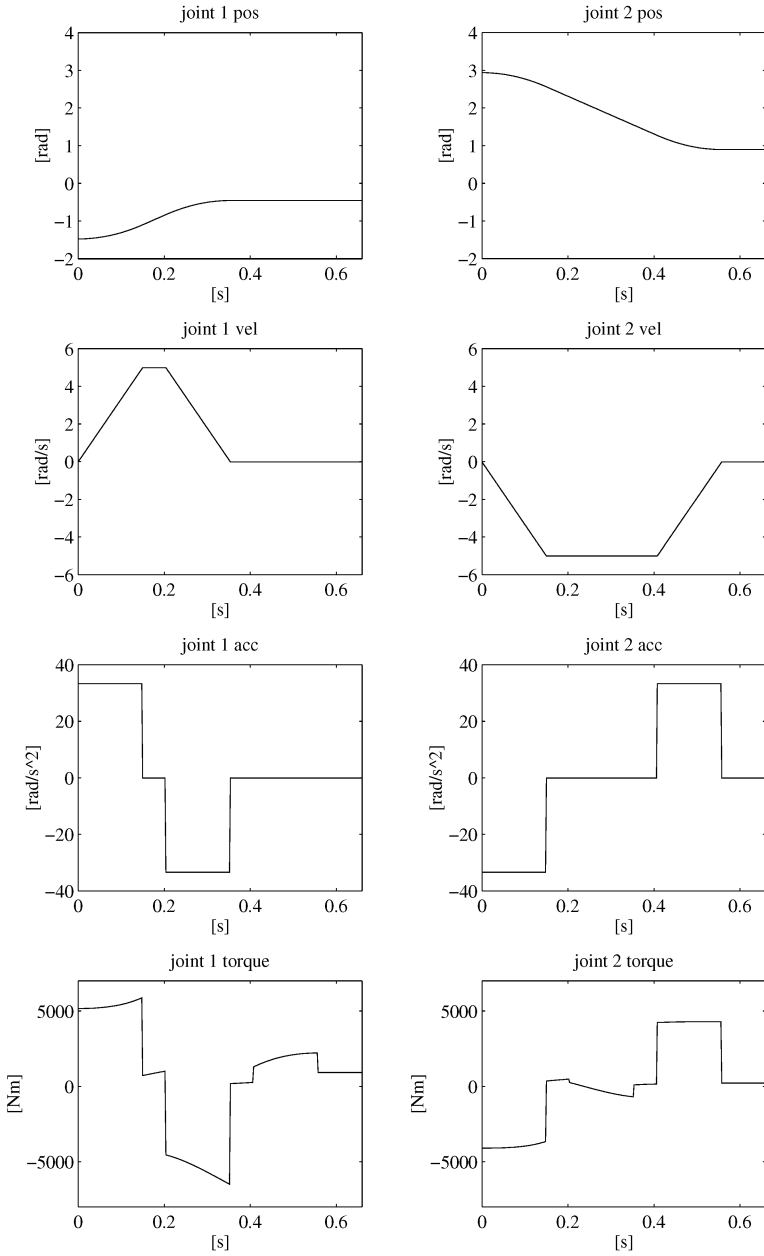 joint 1 pos
4
3
2
1
0
−1
−2
[rad]
0 0.2 0.4 0.6
[s]
joint 2 pos
4
3
2
1
0
−1
−2
[rad]
0 0.2 0.4 0.6
[s]
joint 1 vel
6
4
2
0
−2
−4
−6
[rad/s]
0 0.2 0.4 0.6
[s]
joint 2 vel
6
4
2
0
−2
−4
−6
[rad/s]
0 0.2 0.4 0.6
[s]
joint 1 acc
40
20
0
−20
−40
[rad/s^2]
0 0.2 0.4 0.6
[s]
joint 2 acc
40
20
0
−20
−40
[rad/s^2]
0 0.2 0.4 0.6
[s]
joint 1 torque
5000
0
−5000
[Nm]
0 0.2 0.4 0.6
[s]
joint 2 torque
5000
0
−5000
[Nm]
0 0.2 0.4 0.6
[s]